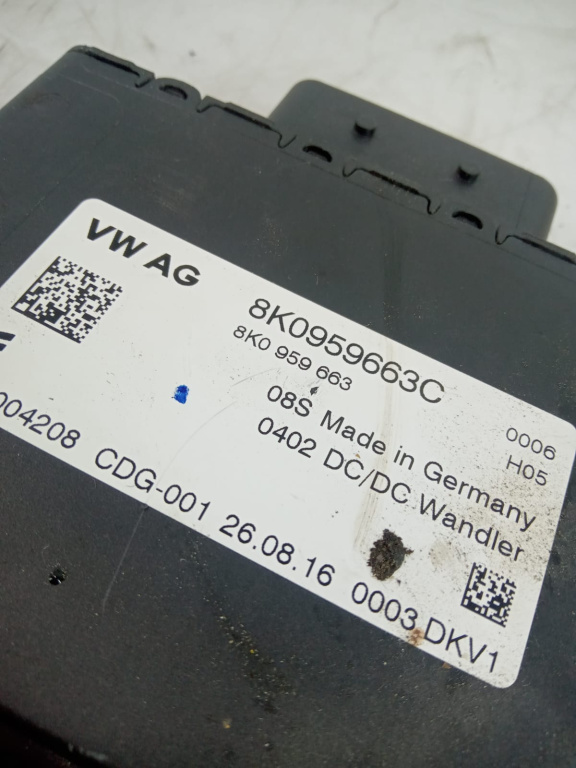 VW AG
8K0959663C
8K0 959 663
08S Made in Germany
0402 DC/DC Wandler
0006
H05
004208 CDG-001 26.08.16 0003 DKV1